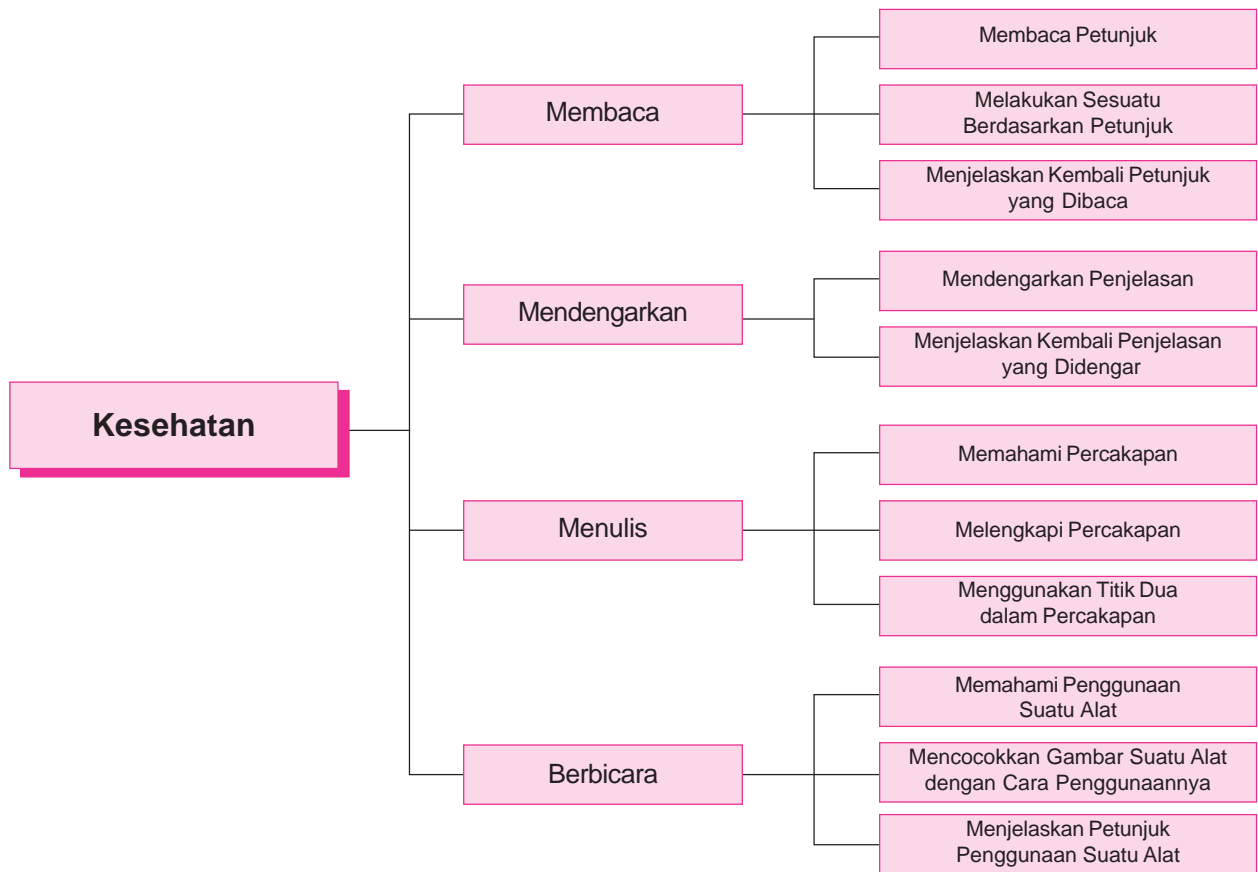 Kesehatan
Membaca
Membaca Petunjuk
Melakukan Sesuatu
Berdasarkan Petunjuk
Menjelaskan Kembali Petunjuk
yang Dibaca
Mendengarkan
Mendengarkan Penjelasan
Menjelaskan Kembali Penjelasan
yang Didengar
Menulis
Memahami Percakapan
Melengkapi Percakapan
Menggunakan Titik Dua
dalam Percakapan
Berbicara
Memahami Penggunaan
Suatu Alat
Mencocokkan Gambar Suatu Alat
dengan Cara Penggunaannya
Menjelaskan Petunjuk
Penggunaan Suatu Alat